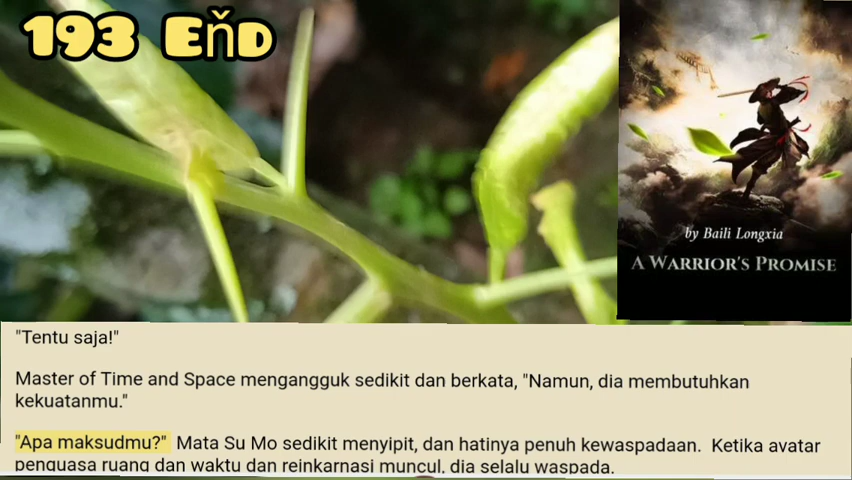 193 Eňd
by Baili Longxia
A Warrior's Promise
"Tentu saja!"
Master of Time and Space mengangguk sedikit dan berkata, "Namun, dia membutuhkan
kekuatanmu."
"Apa maksudmu?" Mata Su Mo sedikit menyipit, dan hatinya penuh kewaspadaan. Ketika avatar
penguasa ruang dan waktu dan reinkarnasi muncul, dia selalu waspada.